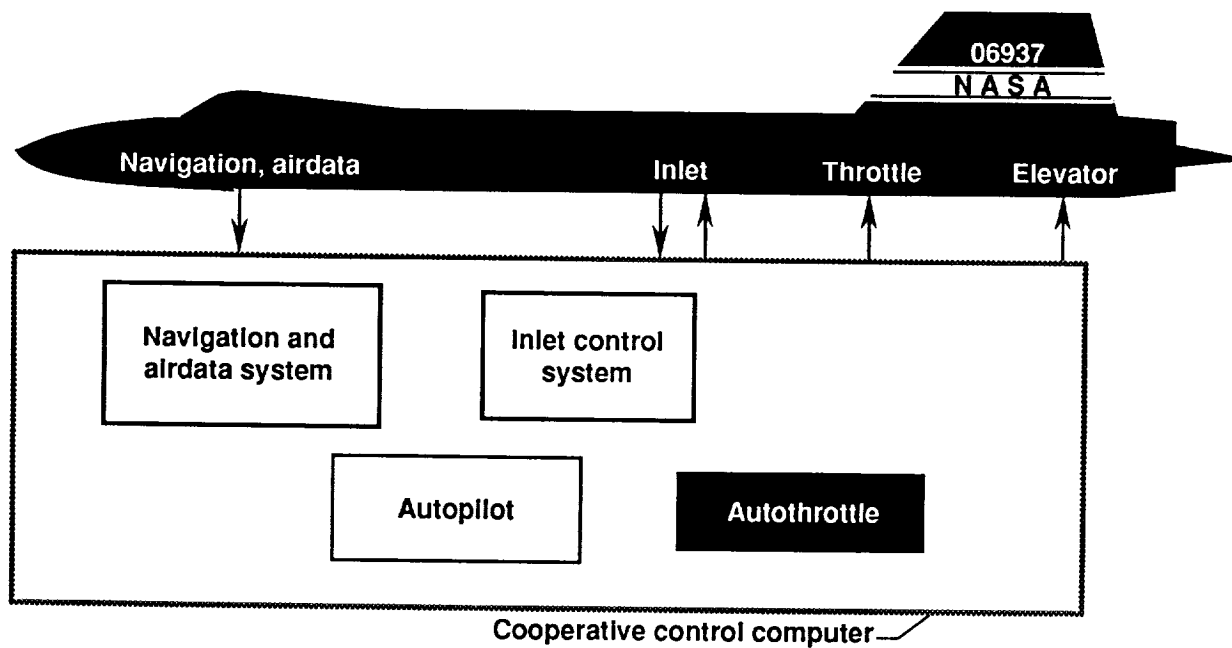 06937
NASA
Navigation, airdata
Inlet
Throttle
Elevator
Navigation and
airdata system
Inlet control
system
Autopilot
Autothrottle
Cooperative control computer